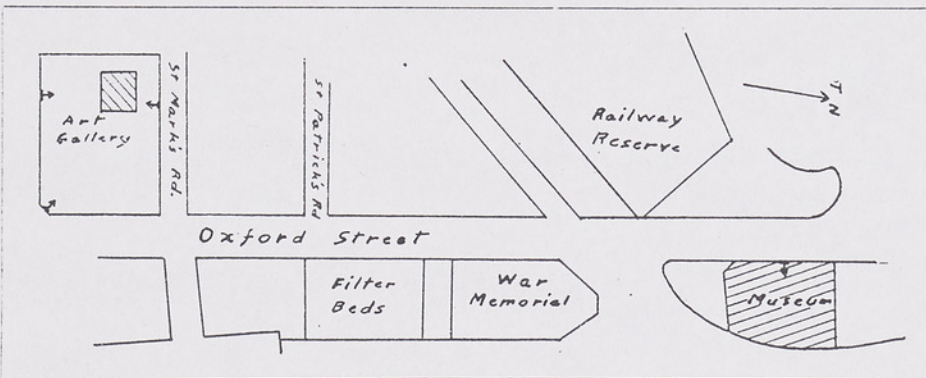 Art
Gallery
St Mark's Rd.
St Patrick's Rd
Railway
Reserve
T N
Oxford Street
Filter
Beds
War
Memorial
Museum